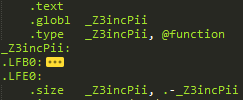 .text
.globl _Z3incPii
.type _Z3incPii, @function
_Z3incPii:
.LFB0:
.LFE0:
.size _Z3incPii, .-_Z3incPii